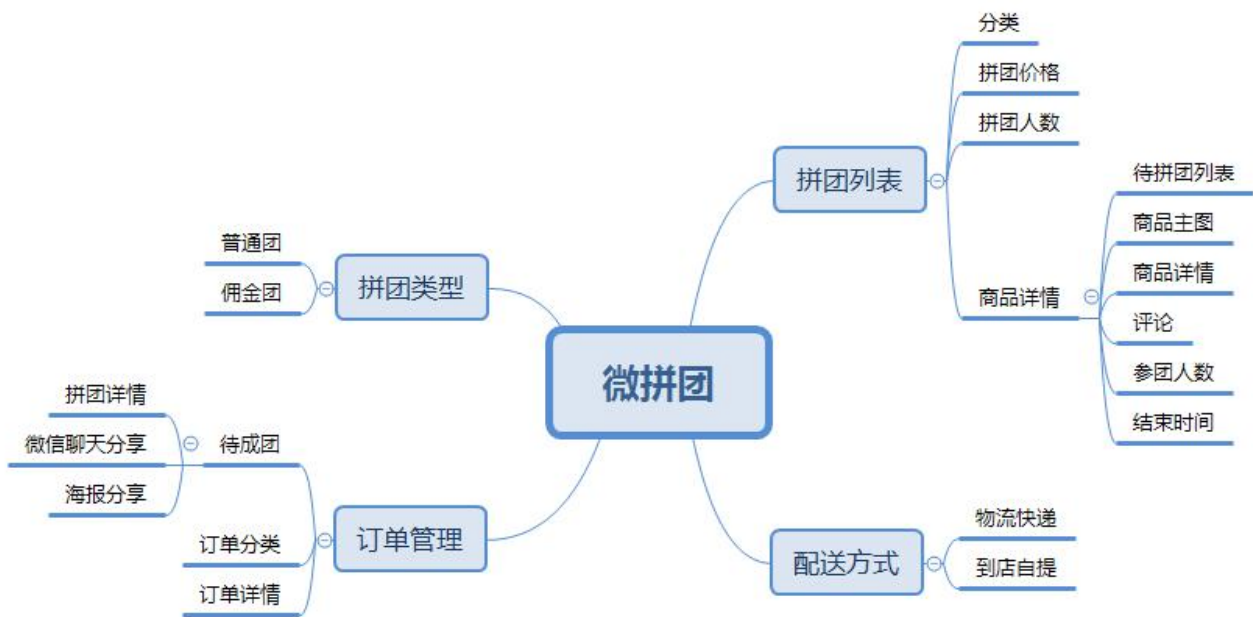 微拼团
拼团列表
分类
拼团价格
拼团人数
商品详情
待拼团列表
商品主图
商品详情
评论
参团人数
结束时间
配送方式
物流快递
到店自提
拼团类型
普通团
佣金团
订单管理
待成团
拼团详情
微信聊天分享
海报分享
订单分类
订单详情